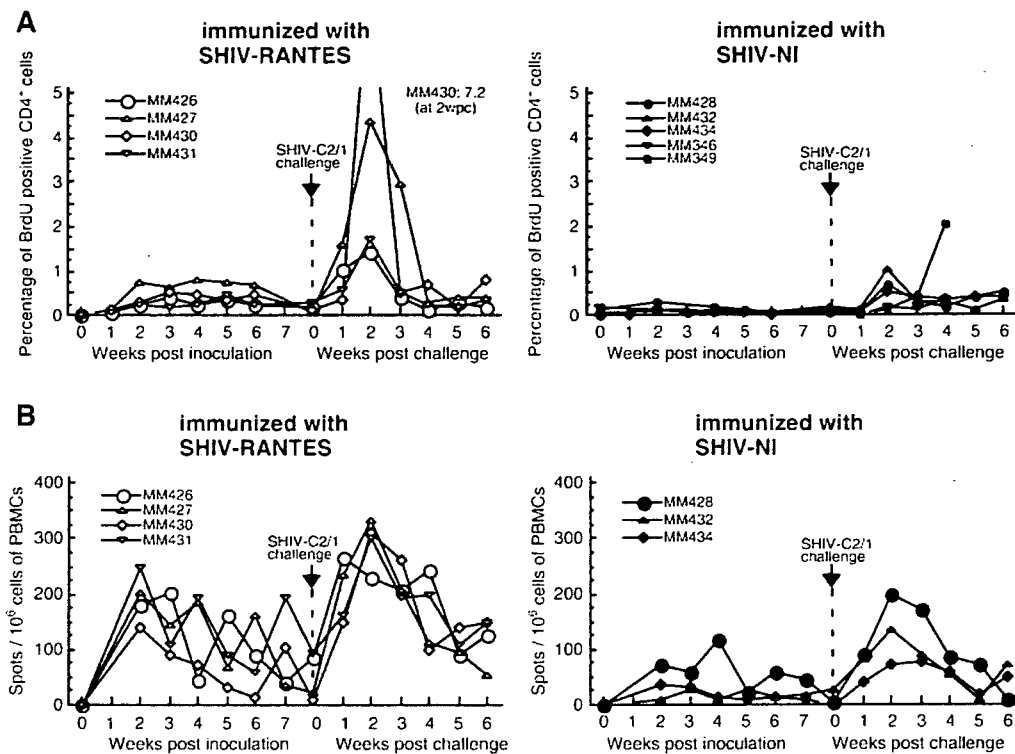 A
immunized with
SHIV-RANTES
immunized with
SHIV-NI
Percentage of BrdU positive CD4+ cells
5
4
3
2
1
0
MM426
MM427
MM430
MM431
MM430: 7.2
(at 2wpc)
SHIV-C2/1
challenge
0 1 2 3 4 5 6 7 0 1 2 3 4 5 6
Weeks post inoculation
Weeks post challenge
Percentage of BrdU positive CD4+ cells
5
4
3
2
1
0
MM428
MM432
MM434
MM346
MM349
SHIV-C2/1
challenge
0 1 2 3 4 5 6 7 0 1 2 3 4 5 6
Weeks post inoculation
Weeks post challenge
B
immunized with
SHIV-RANTES
immunized with
SHIV-NI
Spots / 10⁶ cells of PBMCs
400
300
200
100
0
MM426
MM427
MM430
MM431
SHIV-C2/1
challenge
0 1 2 3 4 5 6 7 0 1 2 3 4 5 6
Weeks post inoculation
Weeks post challenge
Spots / 10⁶ cells of PBMCs
400
300
200
100
0
MM428
MM432
MM434
SHIV-C2/1
challenge
0 1 2 3 4 5 6 7 0 1 2 3 4 5 6
Weeks post inoculation
Weeks post challenge